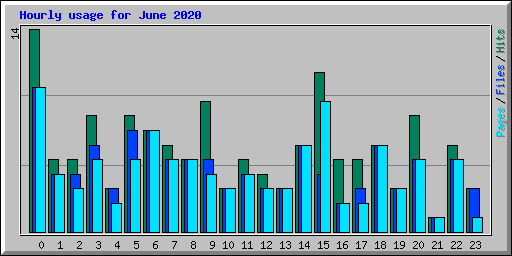 Hourly usage for June 2020
14
Pages/Files/Hits
0 1 2 3 4 5 6 7 8 9 10 11 12 13 14 15 16 17 18 19 20 21 22 23